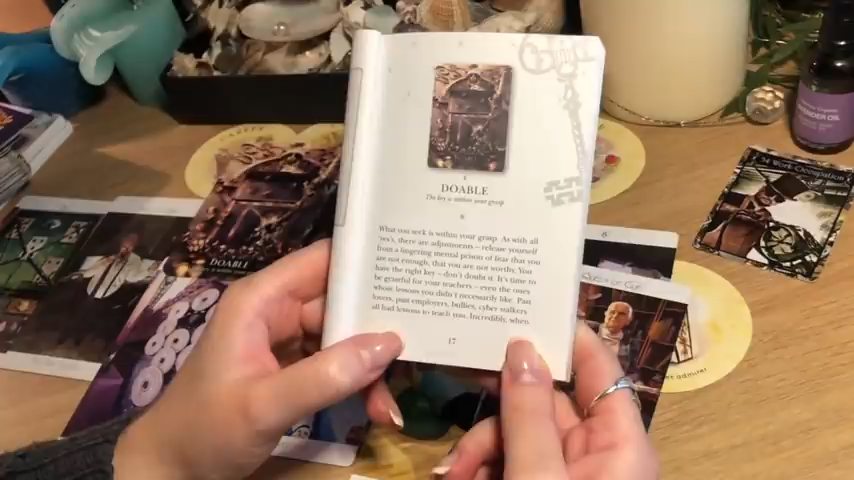 DOABLE
The key is within your grasp
What you seek is within your grasp. As with all
'yes's, there are adjustments – release yourself
from a lingering mental prison of fear that you
are not enough, that you are not worthy. You
have the right key – don't doubt it. It's time to
be grateful for your teachers – even the ones
whose lessons you didn't necessarily like. Past
lovers, past employers, bullies, cyber stalkers
all had lessons to teach you. Incredibly, when
17
DOABLE
34 Work Occupation
LAVENDER OIL
6